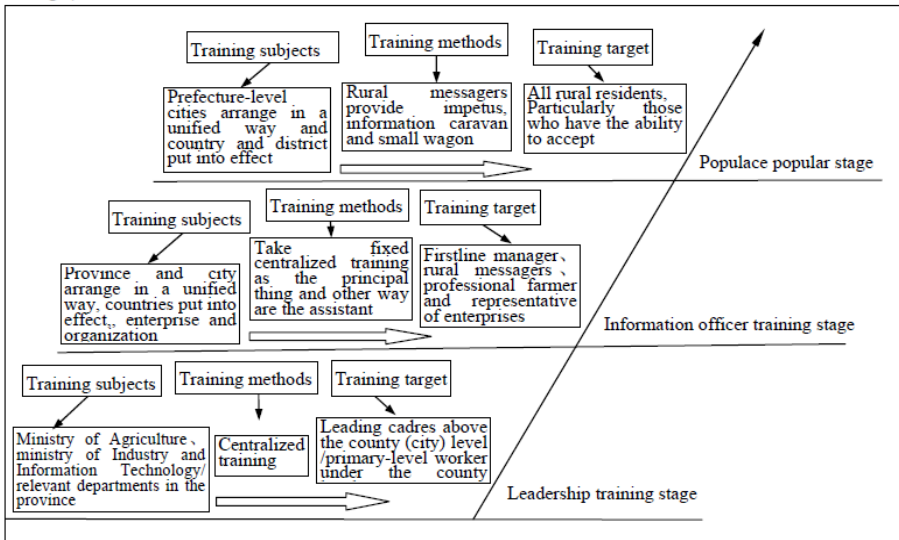 Training subjects
Training methods
Training target
Prefecture-level
cities arrange in a
unified way and
country and district
put into effect
Rural messagers
provide impetus,
information caravan
and small wagon
All rural residents,
Particularly those
who have the ability
to accept
Populace popular stage
Training subjects
Training methods
Training target
Province and city
arrange in a unified
way, countries put into
effect,, enterprise and
organization
Take fixed
centralized training
as the principal
thing and other way
are the assistant
Firstline manager、
rural messagers、
professional farmer
and representative
of enterprises
Information officer training stage
Training subjects
Training methods
Training target
Ministry of Agriculture、
ministry of Industry and
Information Technology/
relevant departments in the
province
Centralized
training
Leading cadres above
the county (city) level
/primary-level worker
under the county
Leadership training stage